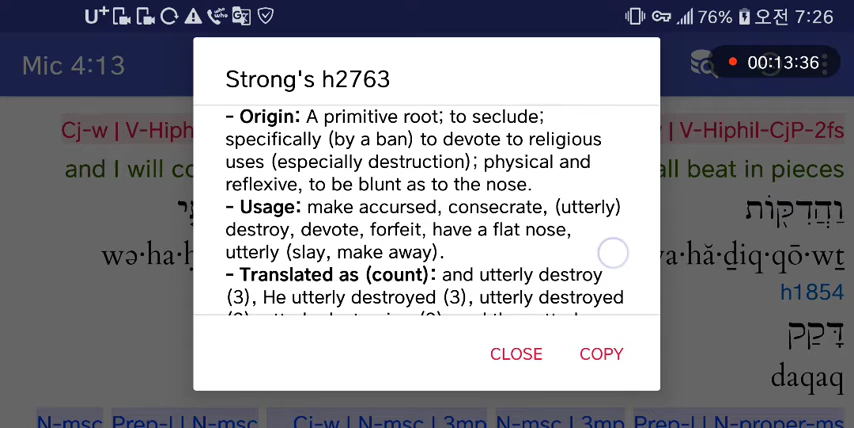 U+ 76% 오전 7:26
Mic 4:13
00:13:36
Strong's h2763
- Origin: A primitive root; to seclude;
specifically (by a ban) to devote to religious
uses (especially destruction); physical and
reflexive, to be blunt as to the nose.
- Usage: make accursed, consecrate, (utterly)
destroy, devote, forfeit, have a flat nose,
utterly (slay, make away).
- Translated as (count): and utterly destroy
(3), He utterly destroyed (3), utterly destroyed
CLOSE COPY
Cj-w | V-Hiph
| V-Hiphil-CjP-2fs
and I will co
all beat in pieces
וַהֲדִקּ֖וֹת
wə·ha·ḥ
a·hă·ḏiq·qō·wṯ
h1854
דָּקַק
daqaq
N-msc Prep-l | N-msc Cj-w | N-msc | 3mp N-msc | 3mp Prep-l | N-proper-ms